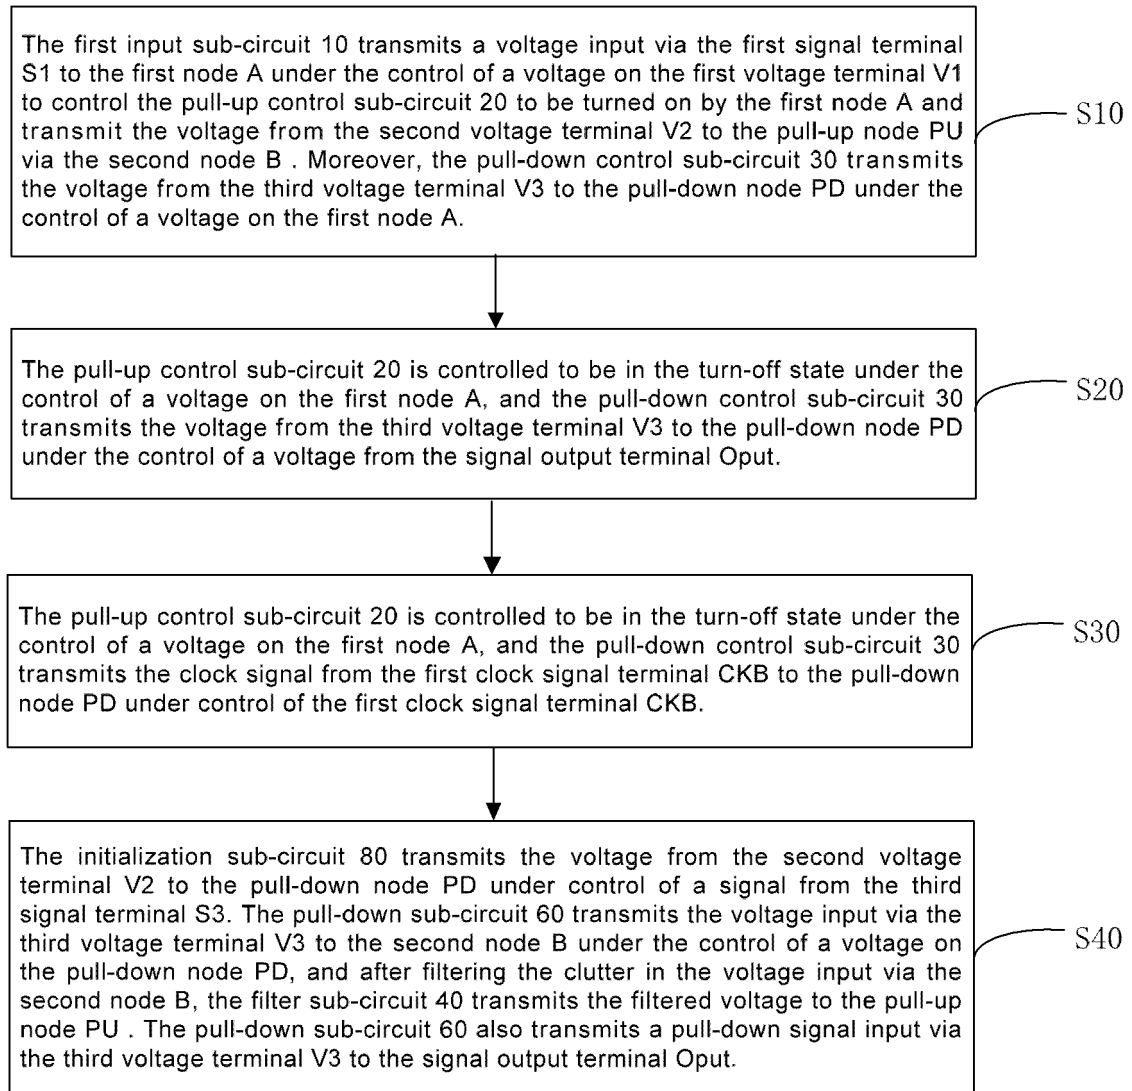 The first input sub-circuit 10 transmits a voltage input via the first signal terminal
S1 to the first node A under the control of a voltage on the first voltage terminal V1
to control the pull-up control sub-circuit 20 to be turned on by the first node A and
transmit the voltage from the second voltage terminal V2 to the pull-up node PU
via the second node B . Moreover, the pull-down control sub-circuit 30 transmits
the voltage from the third voltage terminal V3 to the pull-down node PD under the
control of a voltage on the first node A.
S10
The pull-up control sub-circuit 20 is controlled to be in the turn-off state under the
control of a voltage on the first node A, and the pull-down control sub-circuit 30
transmits the voltage from the third voltage terminal V3 to the pull-down node PD
under the control of a voltage from the signal output terminal Oput.
S20
The pull-up control sub-circuit 20 is controlled to be in the turn-off state under the
control of a voltage on the first node A, and the pull-down control sub-circuit 30
transmits the clock signal from the first clock signal terminal CKB to the pull-down
node PD under control of the first clock signal terminal CKB.
S30
The initialization sub-circuit 80 transmits the voltage from the second voltage
terminal V2 to the pull-down node PD under control of a signal from the third
signal terminal S3. The pull-down sub-circuit 60 transmits the voltage input via the
third voltage terminal V3 to the second node B under the control of a voltage on
the pull-down node PD, and after filtering the clutter in the voltage input via the
second node B, the filter sub-circuit 40 transmits the filtered voltage to the pull-up
node PU . The pull-down sub-circuit 60 also transmits a pull-down signal input via
the third voltage terminal V3 to the signal output terminal Oput.
S40